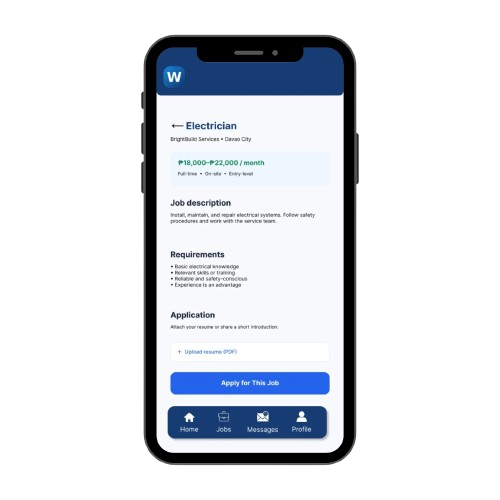 W
← Electrician
BrightBuild Services • Davao City
₱18,000–₱22,000 / month
Full-time • On-site • Entry-level
Job description
Install, maintain, and repair electrical systems. Follow safety
procedures and work with the service team.
Requirements
• Basic electrical knowledge
• Relevant skills or training
• Reliable and safety-conscious
• Experience is an advantage
Application
Attach your resume or share a short introduction.
+ Upload resume (PDF)
Apply for This Job
Home Jobs Messages Profile